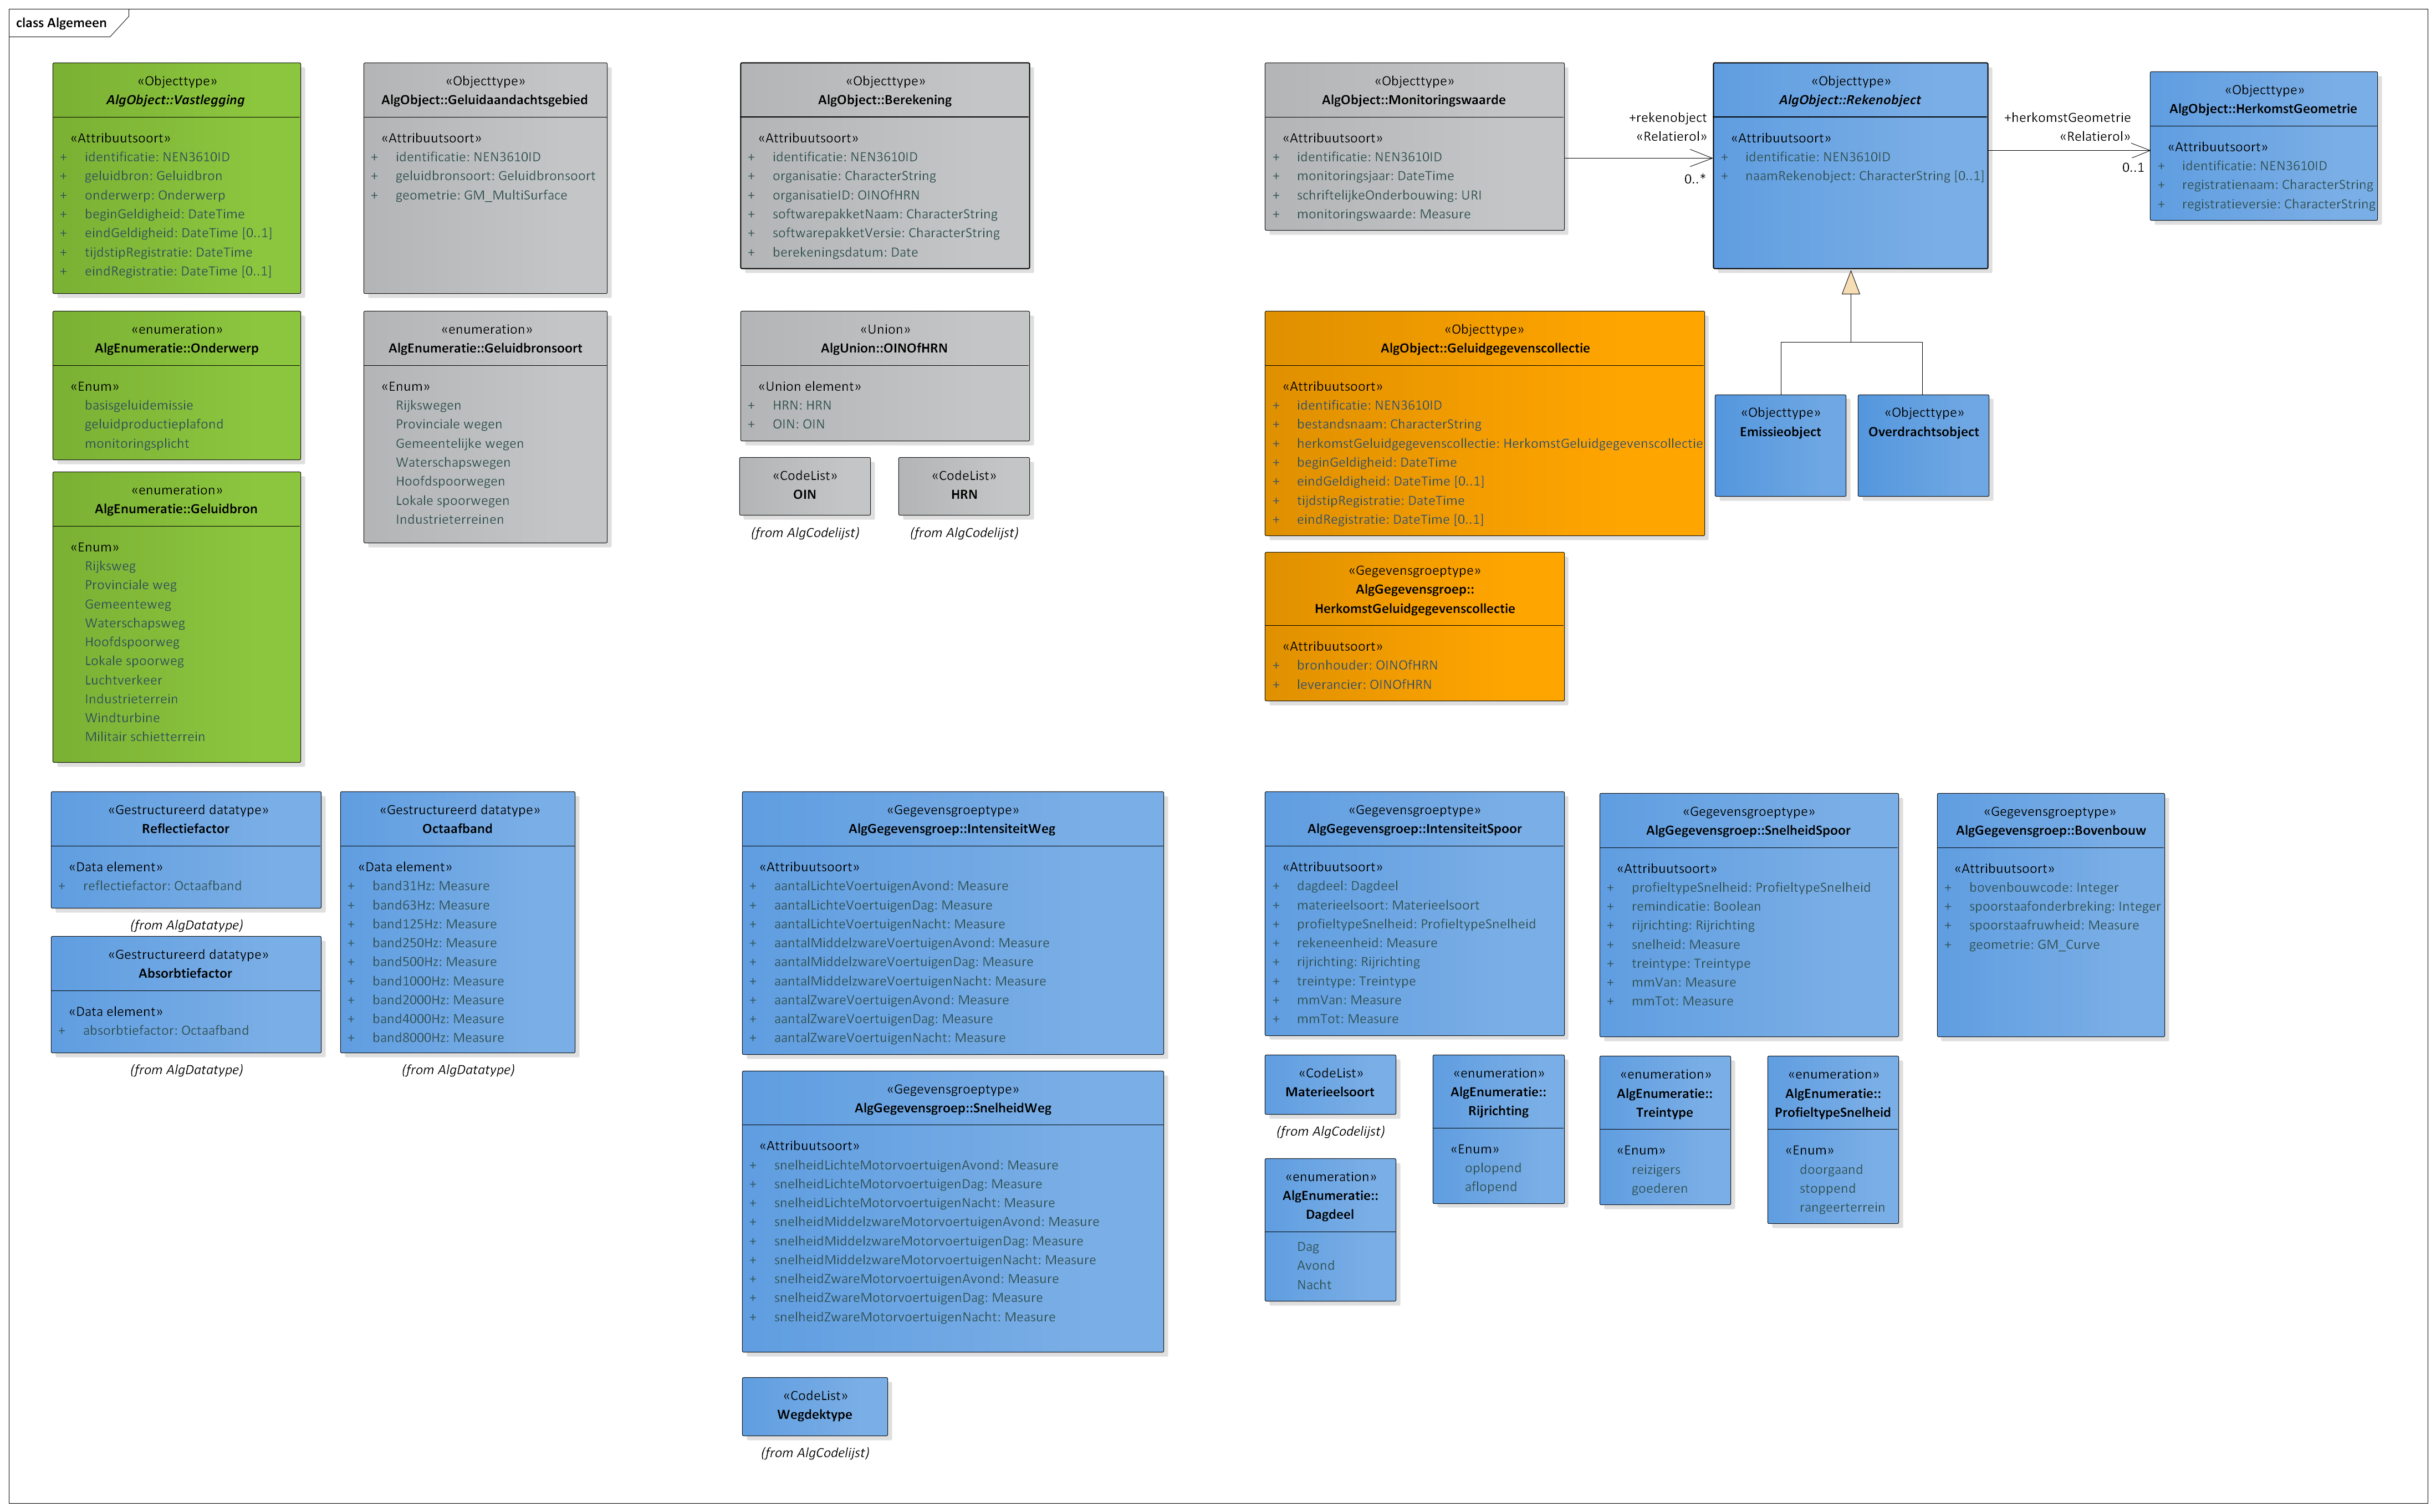 class Algemeen
«Objecttype»
AlgObject::Vastlegging
«Attribuutsoort»
+ identificatie: NEN3610ID
+ geluidbron: Geluidbron
+ onderwerp: Onderwerp
+ beginGeldigheid: DateTime
+ eindGeldigheid: DateTime [0..1]
+ tijdstipRegistratie: DateTime
+ eindRegistratie: DateTime [0..1]
«Objecttype»
AlgObject::Geluidaandachtsgebied
«Attribuutsoort»
+ identificatie: NEN3610ID
+ geluidbronsoort: Geluidbronsoort
+ geometrie: GM_MultiSurface
«Objecttype»
AlgObject::Berekening
«Attribuutsoort»
+ identificatie: NEN3610ID
+ organisatie: CharacterString
+ organisatieID: OINOfHRN
+ softwarepakketNaam: CharacterString
+ softwarepakketVersie: CharacterString
+ berekeningsdatum: Date
«Objecttype»
AlgObject::Monitoringswaarde
«Attribuutsoort»
+ identificatie: NEN3610ID
+ monitoringsjaar: DateTime
+ schriftelijkeOnderbouwing: URI
+ monitoringswaarde: Measure
+rekenobject
«Relatierol»
0..*
«Objecttype»
AlgObject::Rekenobject
«Attribuutsoort»
+ identificatie: NEN3610ID
+ naamRekenobject: CharacterString [0..1]
+herkomstGeometrie
«Relatierol»
0..1
«Objecttype»
AlgObject::HerkomstGeometrie
«Attribuutsoort»
+ identificatie: NEN3610ID
+ registratienaam: CharacterString
+ registratieversie: CharacterString
«enumeration»
AlgEnumeratie::Onderwerp
«Enum»
basisgeluidemissie
geluidproductieplafond
monitoringsplicht
«enumeration»
AlgEnumeratie::Geluidbronsoort
«Enum»
Rijkswegen
Provinciale wegen
Gemeentelijke wegen
Waterschapswegen
Hoofdspoorwegen
Lokale spoorwegen
Industrieterreinen
«Union»
AlgUnion::OINOfHRN
«Union element»
+ HRN: HRN
+ OIN: OIN
«CodeList»
OIN
(from AlgCodelijst)
«CodeList»
HRN
(from AlgCodelijst)
«Objecttype»
AlgObject::Geluidgegevenscollectie
«Attribuutsoort»
+ identificatie: NEN3610ID
+ bestandsnaam: CharacterString
+ herkomstGeluidgegevenscollectie: HerkomstGeluidgegevenscollectie
+ beginGeldigheid: DateTime
+ eindGeldigheid: DateTime [0..1]
+ tijdstipRegistratie: DateTime
+ eindRegistratie: DateTime [0..1]
«Objecttype»
Emissieobject
«Objecttype»
Overdrachtsobject
«enumeration»
AlgEnumeratie::Geluidbron
«Enum»
Rijksweg
Provinciale weg
Gemeenteweg
Waterschapsweg
Hoofdspoorweg
Lokale spoorweg
Luchtverkeer
Industrieterrein
Windturbine
Militair schietterrein
«Gegevensgroeptype»
AlgGegevensgroep::
HerkomstGeluidgegevenscollectie
«Attribuutsoort»
+ bronhouder: OINOfHRN
+ leverancier: OINOfHRN
«Gestructureerd datatype»
Reflectiefactor
«Data element»
+ reflectiefactor: Octaafband
(from AlgDatatype)
«Gestructureerd datatype»
Absorbtiefactor
«Data element»
+ absorbtiefactor: Octaafband
(from AlgDatatype)
«Gestructureerd datatype»
Octaafband
«Data element»
+ band31Hz: Measure
+ band63Hz: Measure
+ band125Hz: Measure
+ band250Hz: Measure
+ band500Hz: Measure
+ band1000Hz: Measure
+ band2000Hz: Measure
+ band4000Hz: Measure
+ band8000Hz: Measure
(from AlgDatatype)
«Gegevensgroeptype»
AlgGegevensgroep::IntensiteitWeg
«Attribuutsoort»
+ aantalLichteVoertuigenAvond: Measure
+ aantalLichteVoertuigenDag: Measure
+ aantalLichteVoertuigenNacht: Measure
+ aantalMiddelzwareVoertuigenAvond: Measure
+ aantalMiddelzwareVoertuigenDag: Measure
+ aantalMiddelzwareVoertuigenNacht: Measure
+ aantalZwareVoertuigenAvond: Measure
+ aantalZwareVoertuigenDag: Measure
+ aantalZwareVoertuigenNacht: Measure
«Gegevensgroeptype»
AlgGegevensgroep::SnelheidWeg
«Attribuutsoort»
+ snelheidLichteMotorvoertuigenAvond: Measure
+ snelheidLichteMotorvoertuigenDag: Measure
+ snelheidLichteMotorvoertuigenNacht: Measure
+ snelheidMiddelzwareMotorvoertuigenAvond: Measure
+ snelheidMiddelzwareMotorvoertuigenDag: Measure
+ snelheidMiddelzwareMotorvoertuigenNacht: Measure
+ snelheidZwareMotorvoertuigenAvond: Measure
+ snelheidZwareMotorvoertuigenDag: Measure
+ snelheidZwareMotorvoertuigenNacht: Measure
«CodeList»
Wegdektype
(from AlgCodelijst)
«Gegevensgroeptype»
AlgGegevensgroep::IntensiteitSpoor
«Attribuutsoort»
+ dagdeel: Dagdeel
+ materieelsoort: Materieelsoort
+ profieltypeSnelheid: ProfieltypeSnelheid
+ rekeneenheid: Measure
+ rijrichting: Rijrichting
+ treintype: Treintype
+ mmVan: Measure
+ mmTot: Measure
«Gegevensgroeptype»
AlgGegevensgroep::SnelheidSpoor
«Attribuutsoort»
+ profieltypeSnelheid: ProfieltypeSnelheid
+ remindicatie: Boolean
+ rijrichting: Rijrichting
+ snelheid: Measure
+ treintype: Treintype
+ mmVan: Measure
+ mmTot: Measure
«Gegevensgroeptype»
AlgGegevensgroep::Bovenbouw
«Attribuutsoort»
+ bovenbouwcode: Integer
+ spoorstaafonderbreking: Integer
+ spoorstaafruwheid: Measure
+ geometrie: GM_Curve
«CodeList»
Materieelsoort
(from AlgCodelijst)
«enumeration»
AlgEnumeratie::
Dagdeel
Dag
Avond
Nacht
«enumeration»
AlgEnumeratie::
Rijrichting
«Enum»
oplopend
aflopend
«enumeration»
AlgEnumeratie::
Treintype
«Enum»
reizigers
goederen
«enumeration»
AlgEnumeratie::
ProfieltypeSnelheid
«Enum»
doorgaand
stoppend
rangeerterrein